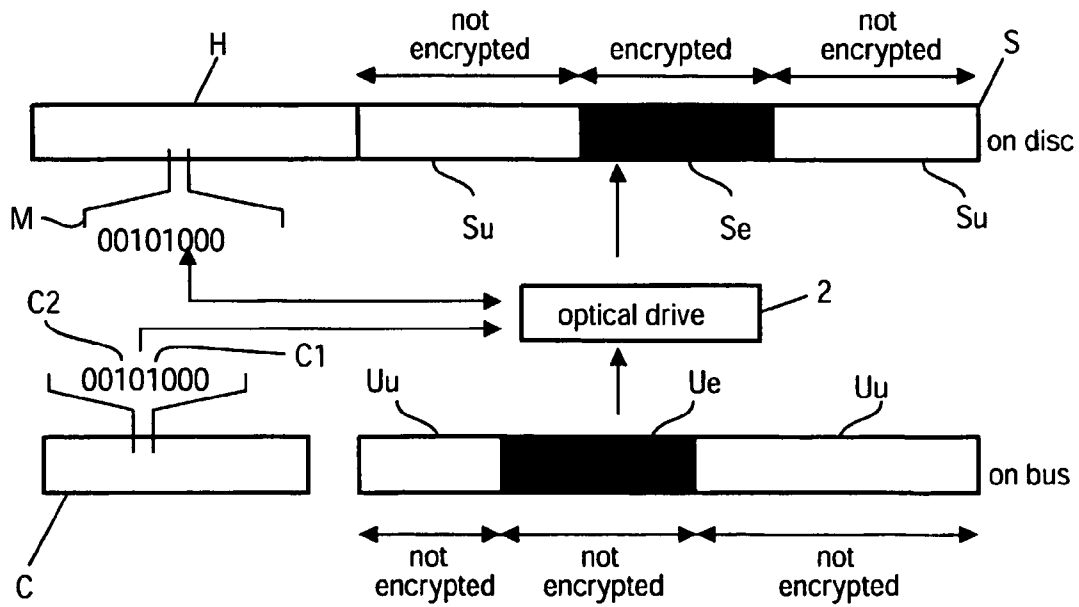 not
encrypted
encrypted
not
encrypted
H
S
on disc
M
00101000
Su
Se
Su
C2
optical drive
2
C1
00101000
Uu
Ue
Uu
on bus
C
not
encrypted
not
encrypted
not
encrypted